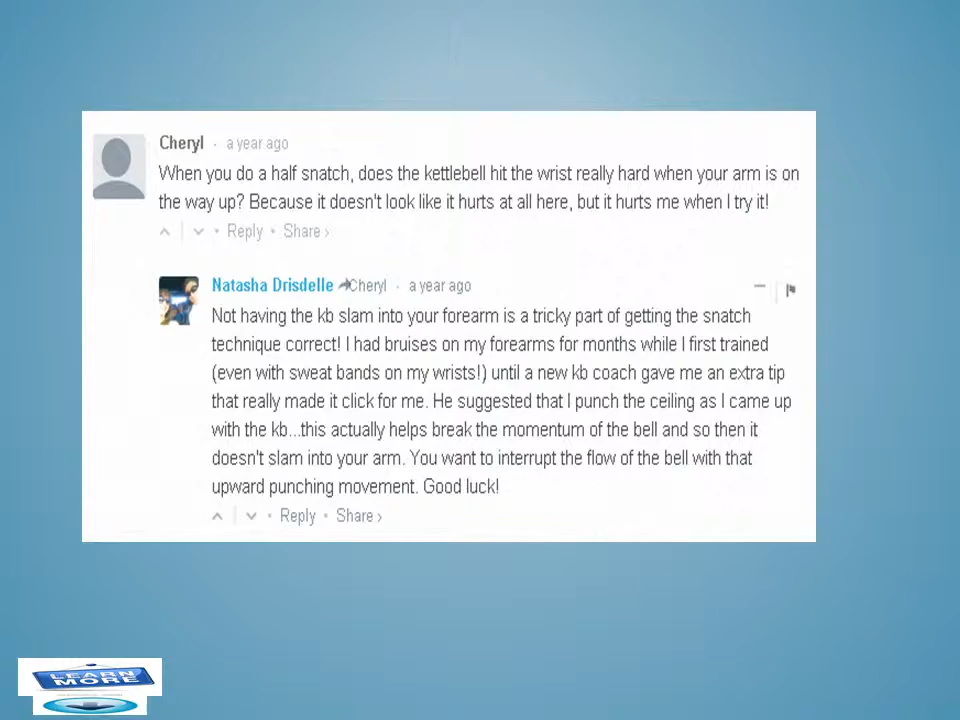 Cheryl · a year ago
When you do a half snatch, does the kettlebell hit the wrist really hard when your arm is on
the way up? Because it doesn't look like it hurts at all here, but it hurts me when I try it!
Reply • Share ›
Natasha Drisdelle Cheryl · a year ago
Not having the kb slam into your forearm is a tricky part of getting the snatch
technique correct! I had bruises on my forearms for months while I first trained
(even with sweat bands on my wrists!) until a new kb coach gave me an extra tip
that really made it click for me. He suggested that I punch the ceiling as I came up
with the kb...this actually helps break the momentum of the bell and so then it
doesn't slam into your arm. You want to interrupt the flow of the bell with that
upward punching movement. Good luck!
Reply • Share ›
LEARN
MORE